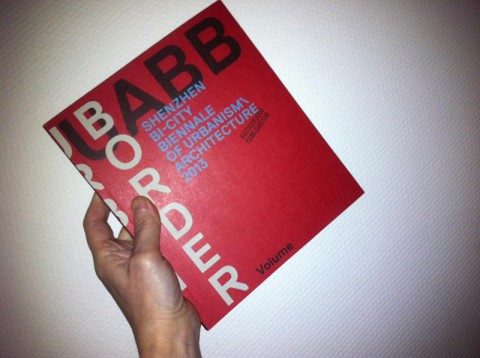 UABB
SHENZHEN
BI-CITY
BIENNALE
OF URBANISM\
ARCHITECTURE
2013
BORDER
Volume